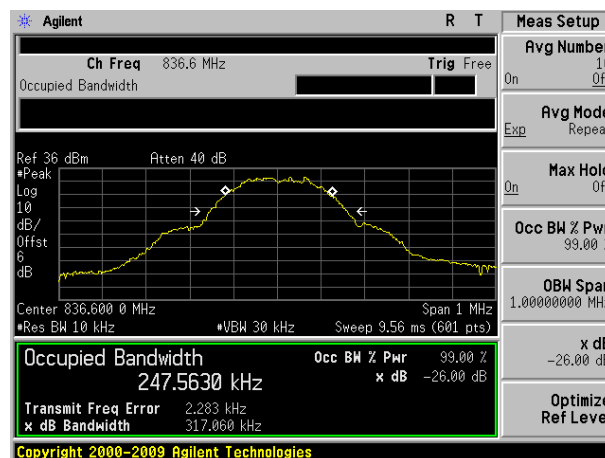 Agilent R T
Ch Freq 836.6 MHz Trig Free
Occupied Bandwidth
Ref 36 dBm Atten 40 dB
#Peak
Log
10
dB/
Offst
6
dB
Center 836.600 0 MHz Span 1 MHz
#Res BW 10 kHz #VBW 30 kHz Sweep 9.56 ms (601 pts)
Occupied Bandwidth Occ BW % Pwr 99.00 %
247.5630 kHz x dB -26.00 dB
Transmit Freq Error 2.283 kHz
x dB Bandwidth 317.060 kHz
Copyright 2000-2009 Agilent Technologies
Meas Setup
Avg Number
10
On Of
Avg Mode
Exp Repea
Max Hold
On Of
Occ BW % Pwr
99.00
OBW Span
1.00000000 MH
x dB
-26.00 dB
Optimize
Ref Leve